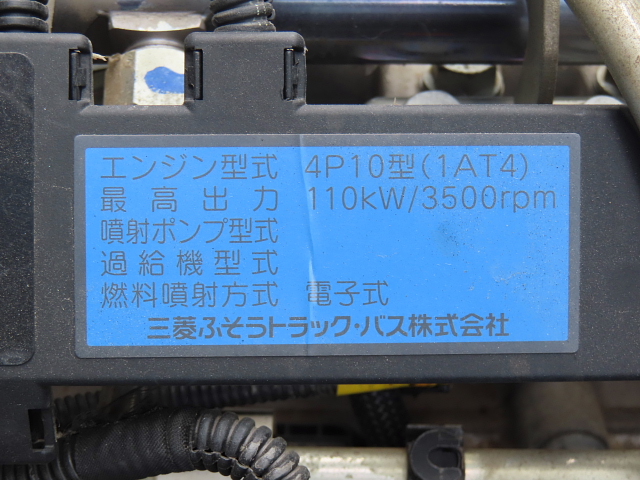 エンジン型式 4P10型(1AT4)
最高出力 110kW/3500rpm
噴射ポンプ型式
過給機型式
燃料噴射方式 電子式
三菱ふそうトラック・バス株式会社